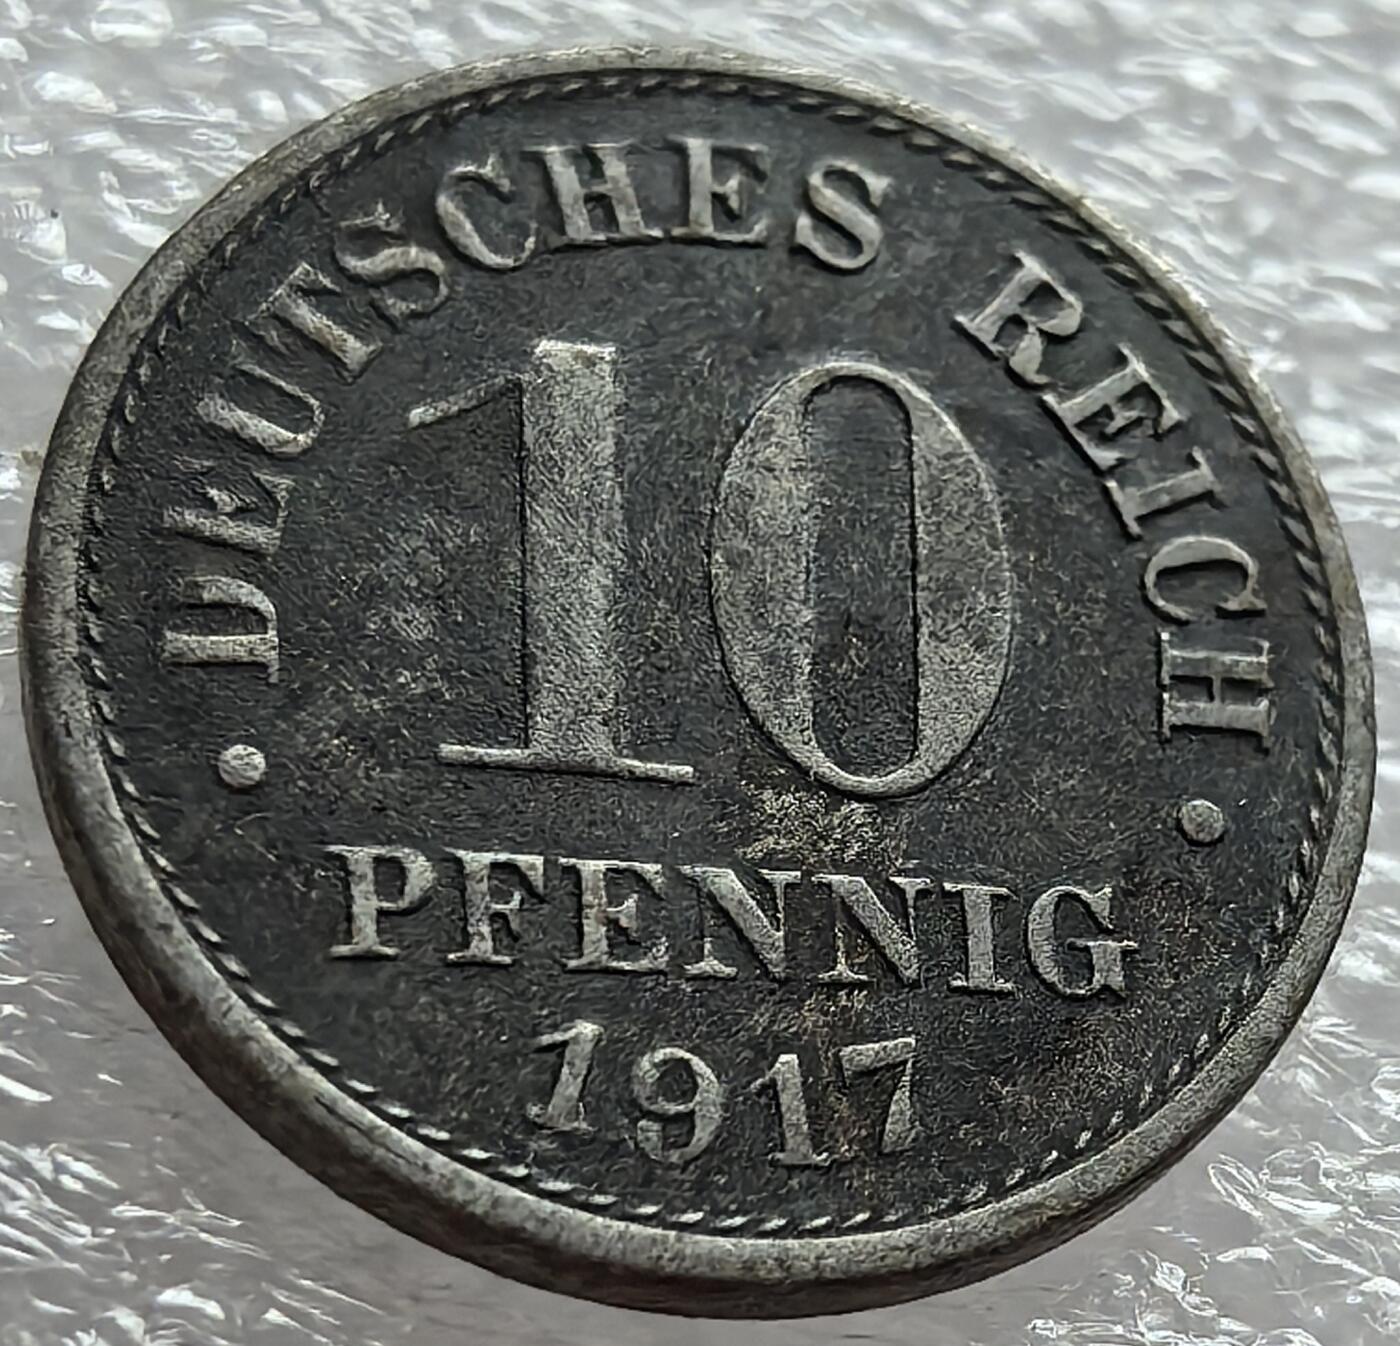 DEUTSCHES REICH
10
PFENNIG
1917